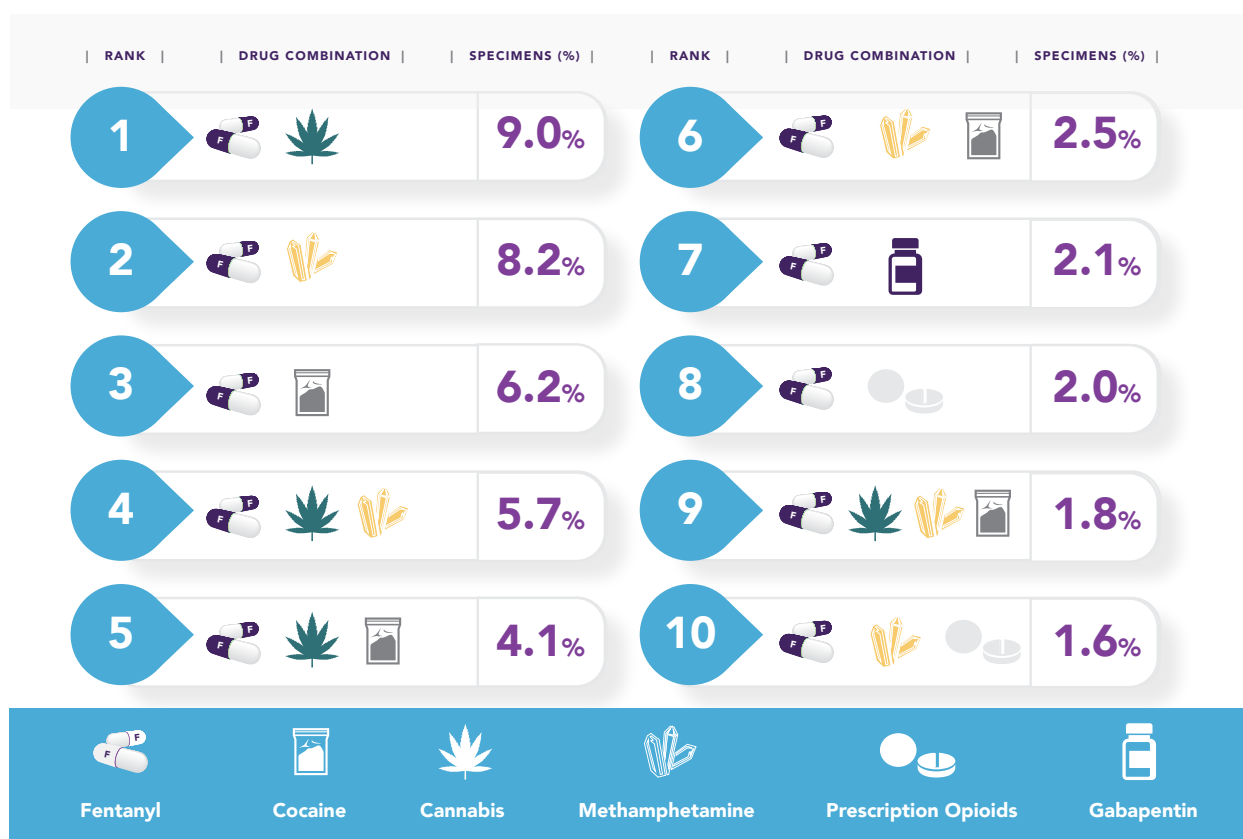 | RANK | | DRUG COMBINATION | | SPECIMENS (%) | | RANK | | DRUG COMBINATION | | SPECIMENS (%) |
1 F F 9.0%
2 F F 8.2%
3 F F 6.2%
4 F F 5.7%
5 F F 4.1%
6 F F 2.5%
7 F F 2.1%
8 F F 2.0%
9 F F 1.8%
10 F F 1.6%
F F
Fentanyl Cocaine Cannabis Methamphetamine Prescription Opioids Gabapentin